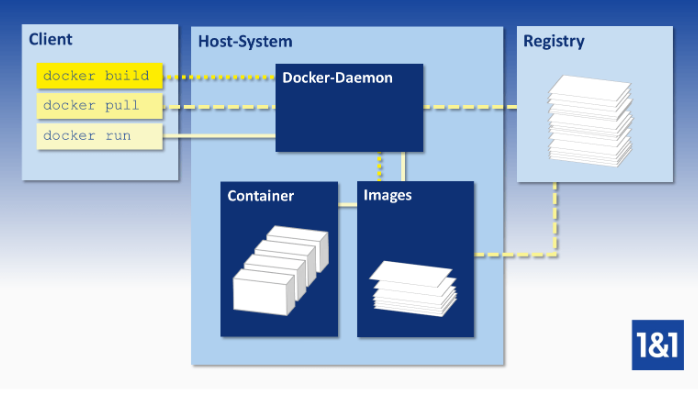 Client
docker build
docker pull
docker run
Host-System
Docker-Daemon
Container
Images
Registry
1&1